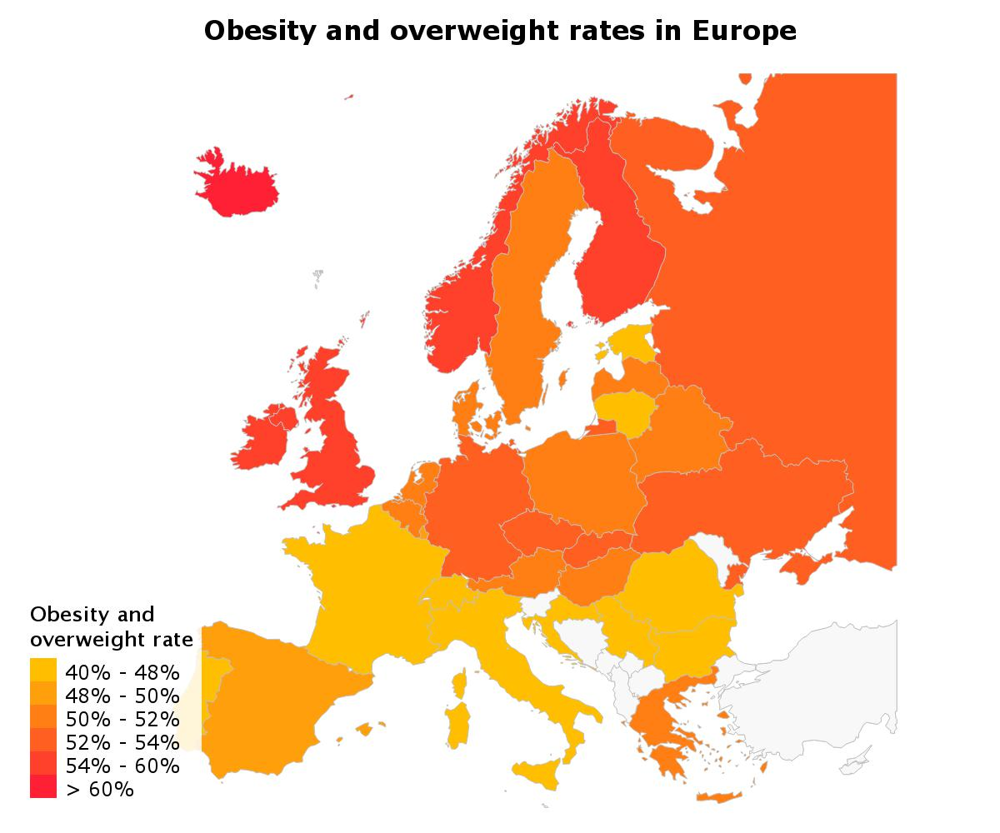 Obesity and overweight rates in Europe
Obesity and
overweight rate
40% - 48%
48% - 50%
50% - 52%
52% - 54%
54% - 60%
> 60%